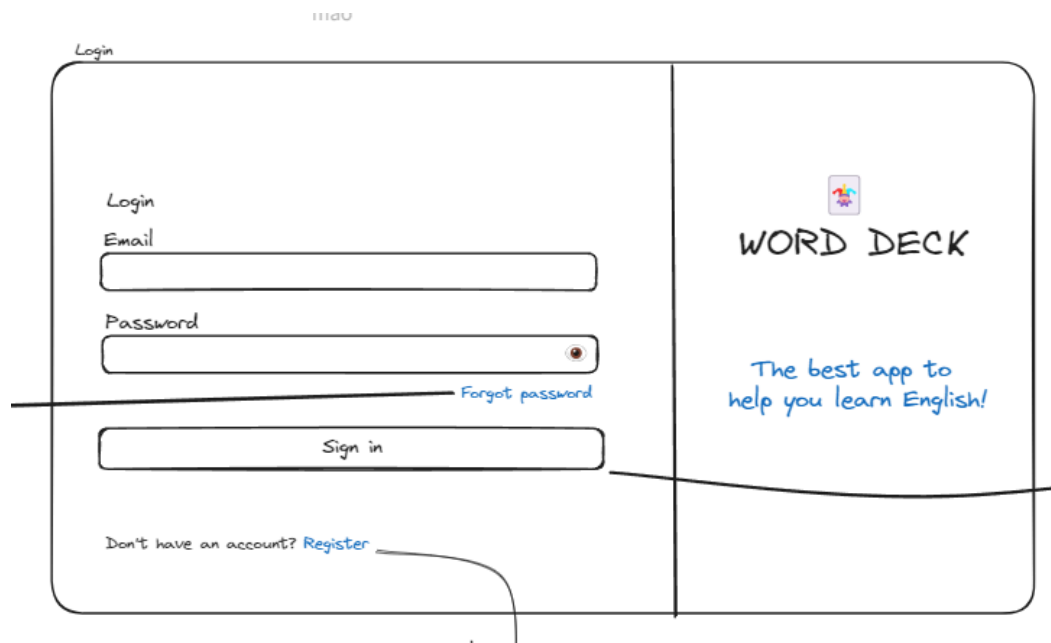 Login
Login
Email
Password
Forgot password
Sign in
Don't have an account? Register
WORD DECK
The best app to
help you learn English!